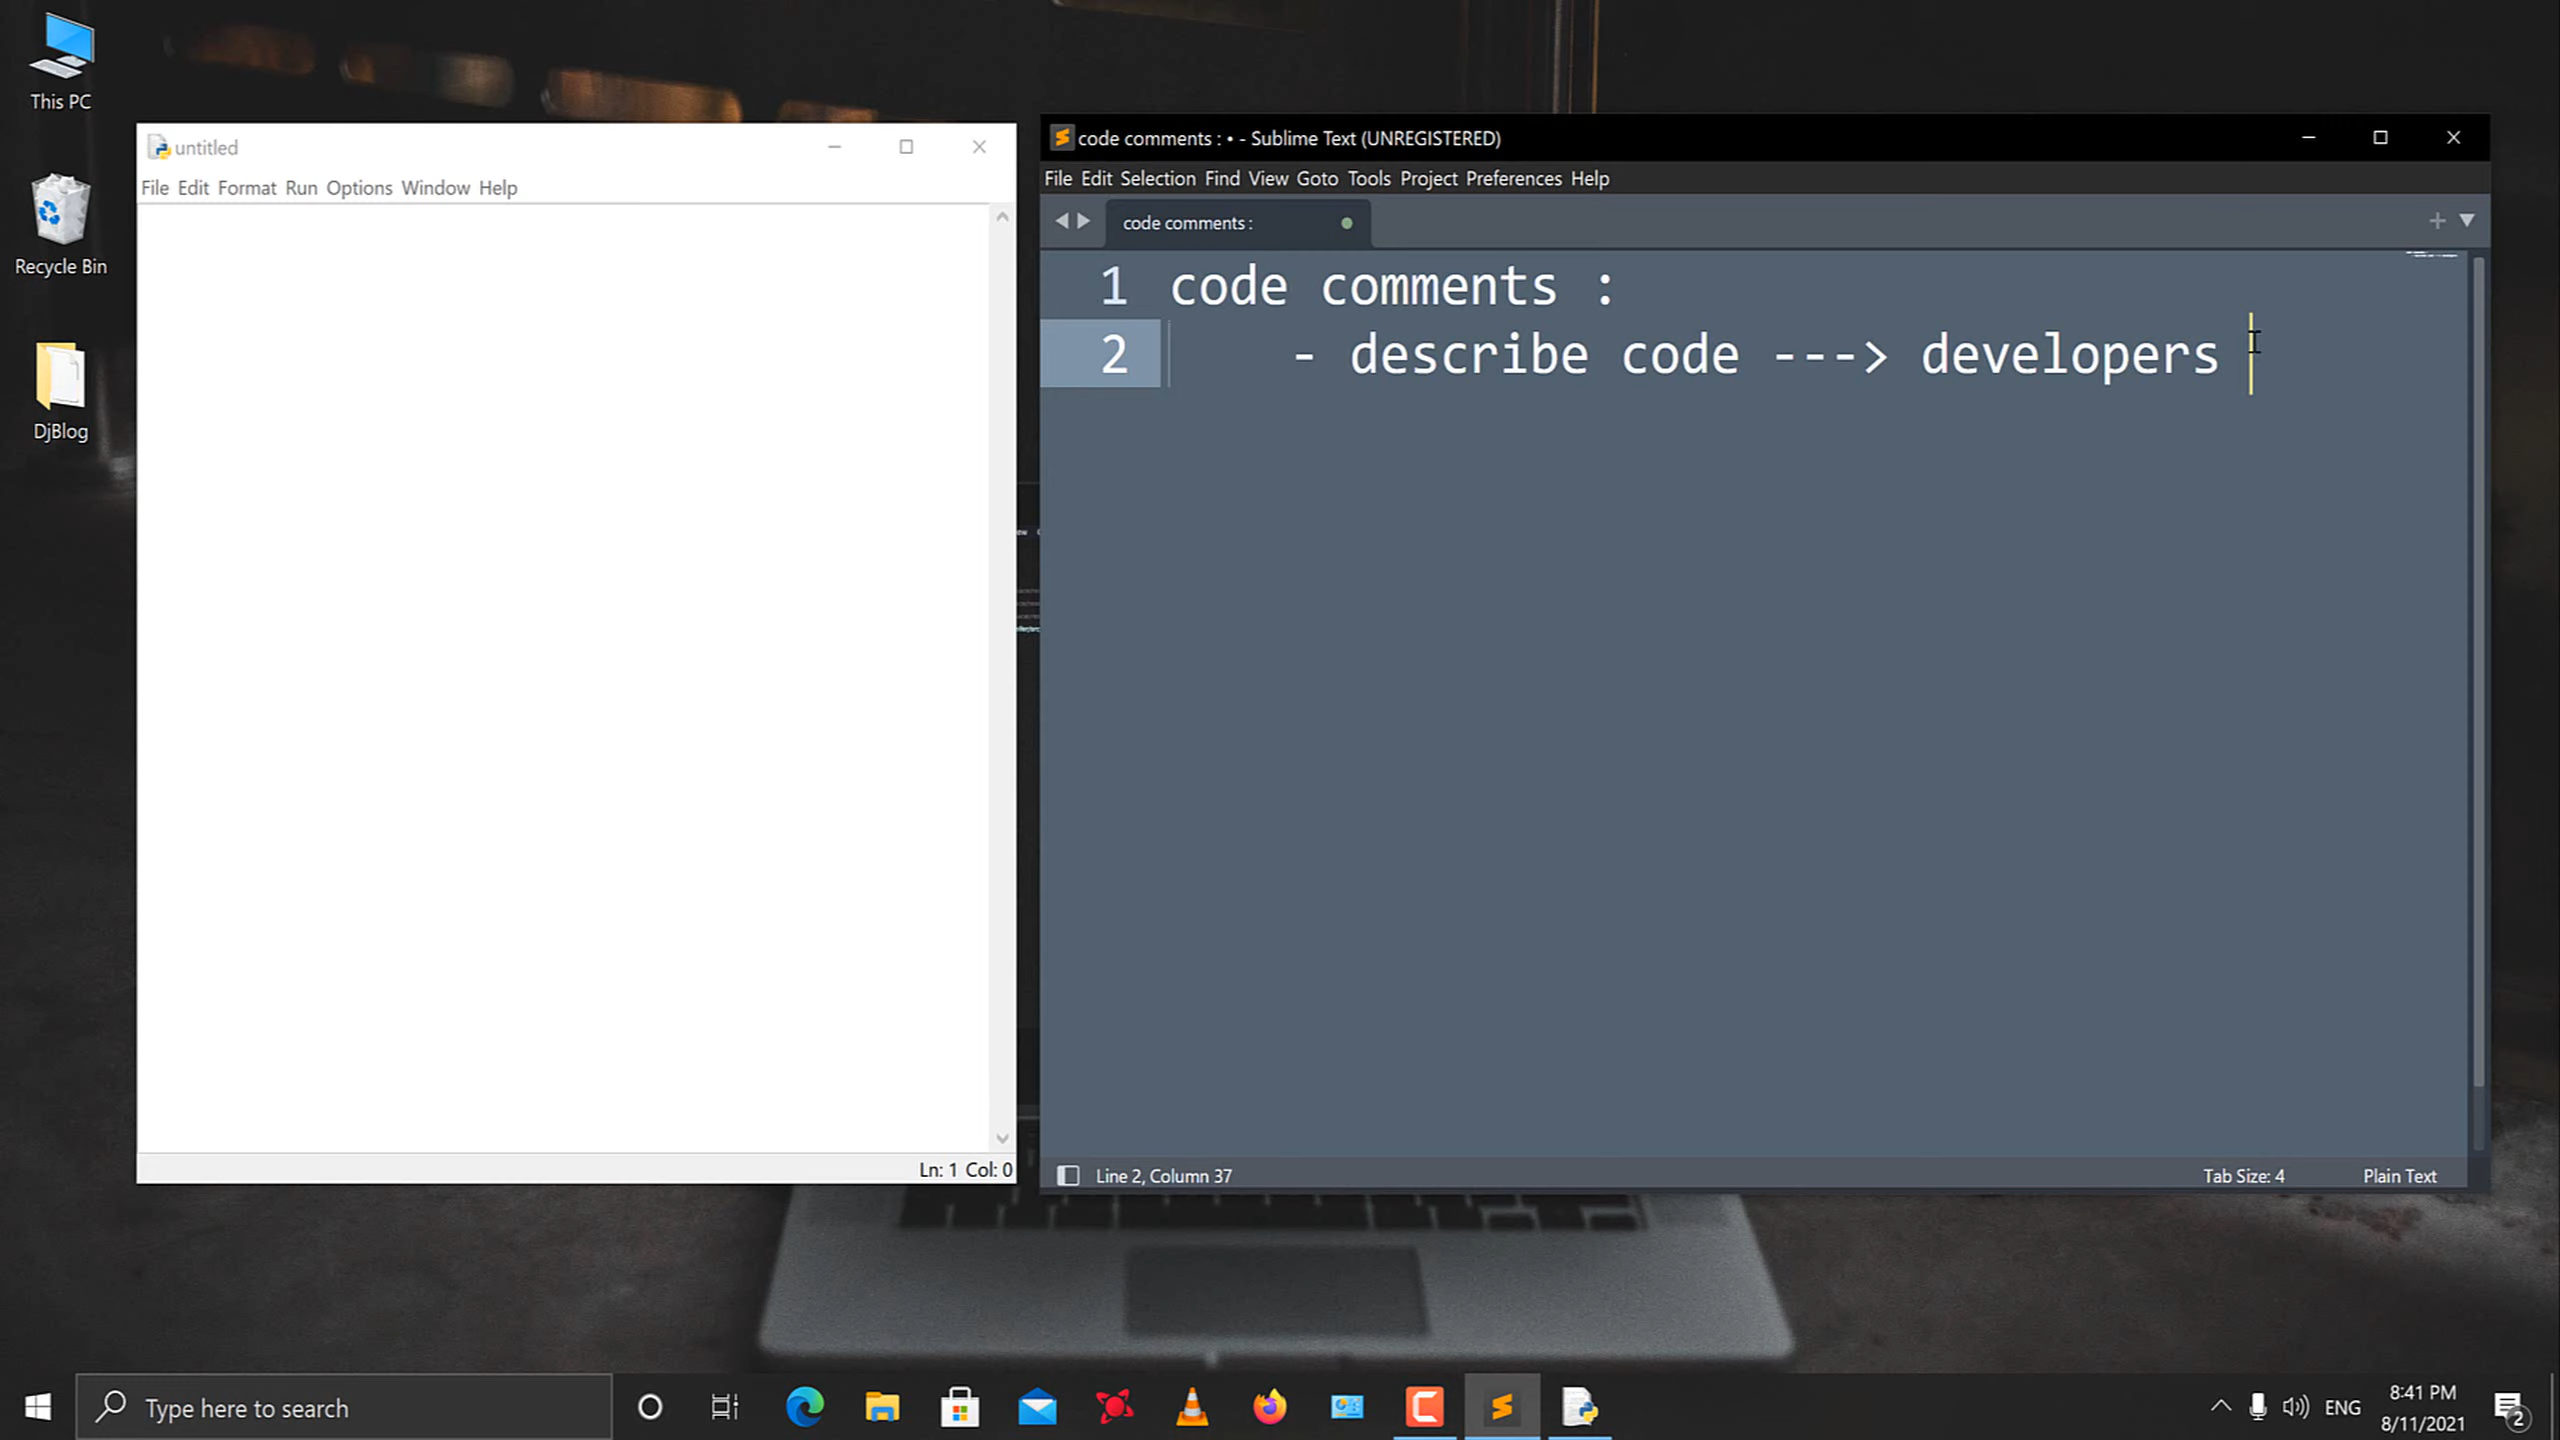 This PC
Recycle Bin
DjBlog
untitled
File Edit Format Run Options Window Help
Ln: 1 Col: 0
code comments : • - Sublime Text (UNREGISTERED)
File Edit Selection Find View Goto Tools Project Preferences Help
code comments :
1 code comments :
2 - describe code ---> developers
Line 2, Column 37
Tab Size: 4
Plain Text
Type here to search
ENG
8:41 PM
8/11/2021
2